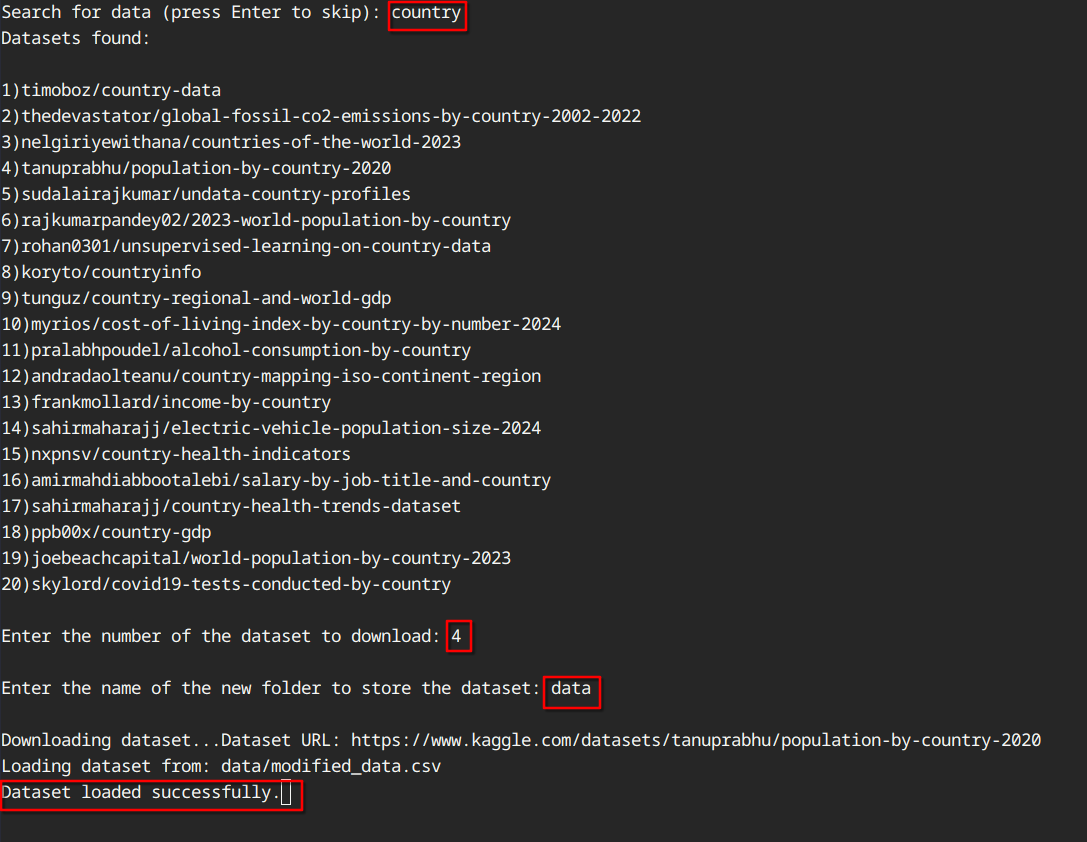 Search for data (press Enter to skip): country
Datasets found:
1)timoboz/country-data
2)thedevastator/global-fossil-co2-emissions-by-country-2002-2022
3)nelgiriyewithana/countries-of-the-world-2023
4)tanuprabhu/population-by-country-2020
5)sudalairajkumar/undata-country-profiles
6)rajkumarpandey02/2023-world-population-by-country
7)rohan0301/unsupervised-learning-on-country-data
8)koryto/countryinfo
9)tunguz/country-regional-and-world-gdp
10)myrios/cost-of-living-index-by-country-by-number-2024
11)pralabhpoudel/alcohol-consumption-by-country
12)andradaolteanu/country-mapping-iso-continent-region
13)frankmollard/income-by-country
14)sahirmaharajj/electric-vehicle-population-size-2024
15)nxpnsv/country-health-indicators
16)amirmahdiabbootalebi/salary-by-job-title-and-country
17)sahirmaharajj/country-health-trends-dataset
18)ppb00x/country-gdp
19)joebeachcapital/world-population-by-country-2023
20)skylord/covid19-tests-conducted-by-country
Enter the number of the dataset to download: 4
Enter the name of the new folder to store the dataset: data
Downloading dataset...Dataset URL: https://www.kaggle.com/datasets/tanuprabhu/population-by-country-2020
Loading dataset from: data/modified_data.csv
Dataset loaded successfully.